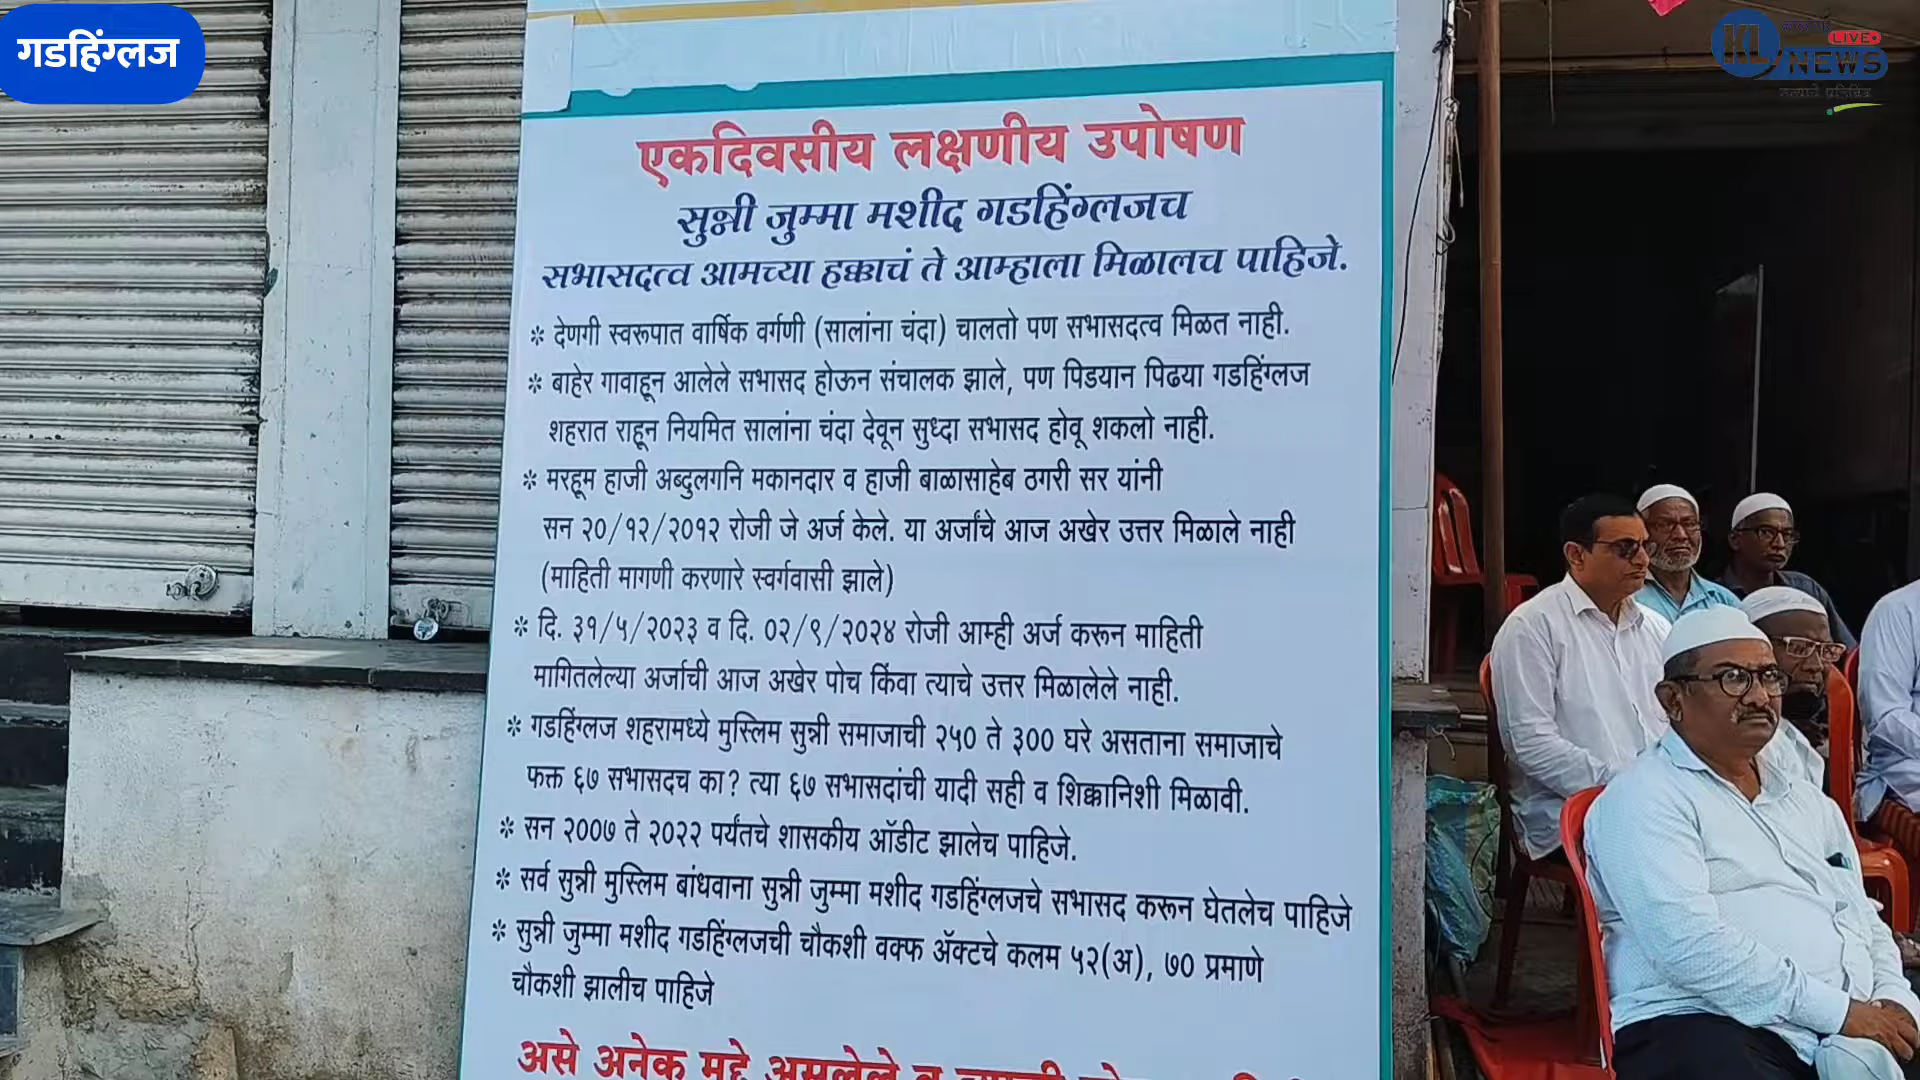 गडहिंग्लज
KL
LIVE
NEWS
एकदिवसीय लक्षणीय उपोषण
सुन्नी जुम्मा मशीद गडहिंग्लजच
सभासदत्व आमच्या हक्काचं ते आम्हाला मिळालच पाहिजे.
* देणगी स्वरूपात वार्षिक वर्गणी (सालांना चंदा) चालतो पण सभासदत्व मिळत नाही.
* बाहेर गावाहून आलेले सभासद होऊन संचालक झाले, पण पिडयान पिढया गडहिंग्लज
शहरात राहून नियमित सालांना चंदा देवून सुध्दा सभासद होवू शकलो नाही.
* मरहूम हाजी अब्दुलगनि मकानदार व हाजी बाळासाहेब ठगरी सर यांनी
सन २०/१२/२०१२ रोजी जे अर्ज केले. या अर्जांचे आज अखेर उत्तर मिळाले नाही
(माहिती मागणी करणारे स्वर्गवासी झाले)
* दि. ३१/५/२०२३ व दि. ०२/९/२०२४ रोजी आम्ही अर्ज करून माहिती
मागितलेल्या अर्जाची आज अखेर पोच किंवा त्याचे उत्तर मिळालेले नाही.
* गडहिंग्लज शहरामध्ये मुस्लिम सुन्नी समाजाची २५० ते ३०० घरे असताना समाजाचे
फक्त ६७ सभासदच का? त्या ६७ सभासदांची यादी सही व शिक्कानिशी मिळावी.
* सन २००७ ते २०२२ पर्यंतचे शासकीय ऑडीट झालेच पाहिजे.
* सर्व सुन्नी मुस्लिम बांधवाना सुन्नी जुम्मा मशीद गडहिंग्लजचे सभासद करून घेतलेच पाहिजे
* सुन्नी जुम्मा मशीद गडहिंग्लजची चौकशी वक्फ ॲक्टचे कलम ५२(अ), ७० प्रमाणे
चौकशी झालीच पाहिजे
असे अनेक मुद्दे असलेले व